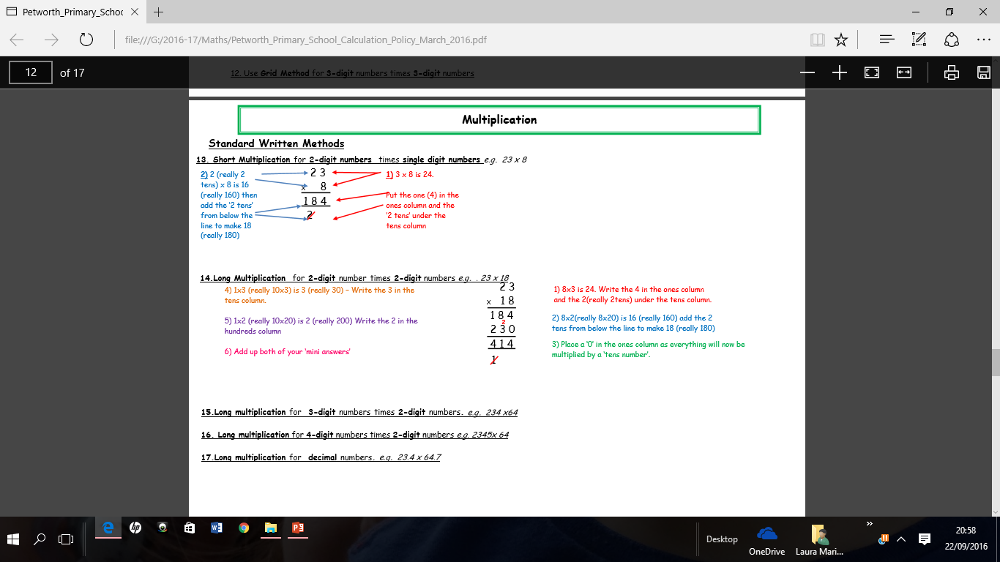 Petworth_Primary_Schoo
file:///G:/2016-17/Maths/Petworth_Primary_School_Calculation_Policy_March_2016.pdf
12 of 17
12. Use Grid Method for 3-digit numbers times 3-digit numbers
Multiplication
Standard Written Methods
13. Short Multiplication for 2-digit numbers times single digit numbers e.g. 23 x 8
2) 2 (really 2
tens) x 8 is 16
(really 160) then
add the '2 tens'
from below the
line to make 18
(really 180)
2 3
x 8
1 8 4
2
1) 3 x 8 is 24.
Put the one (4) in the
ones column and the
'2 tens' under the
tens column
14.Long Multiplication for 2-digit number times 2-digit numbers e.g. . 23 x 18
4) 1x3 (really 10x3) is 3 (really 30) – Write the 3 in the
tens column.
5) 1x2 (really 10x20) is 2 (really 200) Write the 2 in the
hundreds column
6) Add up both of your 'mini answers'
2 3
x 1 8
1 8 4
2
2 3 0
4 1 4
1
1) 8x3 is 24. Write the 4 in the ones column
and the 2(really 2tens) under the tens column.
2) 8x2(really 8x20) is 16 (really 160) add the 2
tens from below the line to make 18 (really 180)
3) Place a '0' in the ones column as everything will now be
multiplied by a 'tens number'.
15.Long multiplication for 3-digit numbers times 2-digit numbers. e.g. 234 x64
16. Long multiplication for 4-digit numbers times 2-digit numbers e.g. 2345x 64
17.Long multiplication for decimal numbers. e.g. 23.4 x 64.7
Desktop
OneDrive
Laura Mari...
20:58
22/09/2016